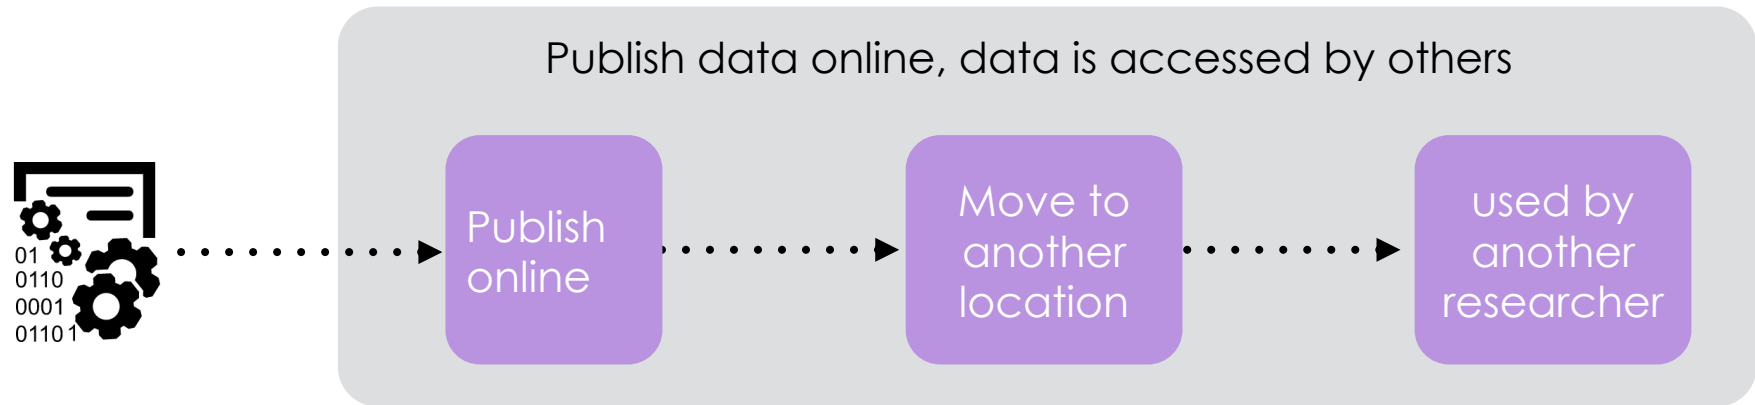 Publish data online, data is accessed by others
01
0110
0001
0110 1
Publish
online
Move to
another
location
used by
another
researcher